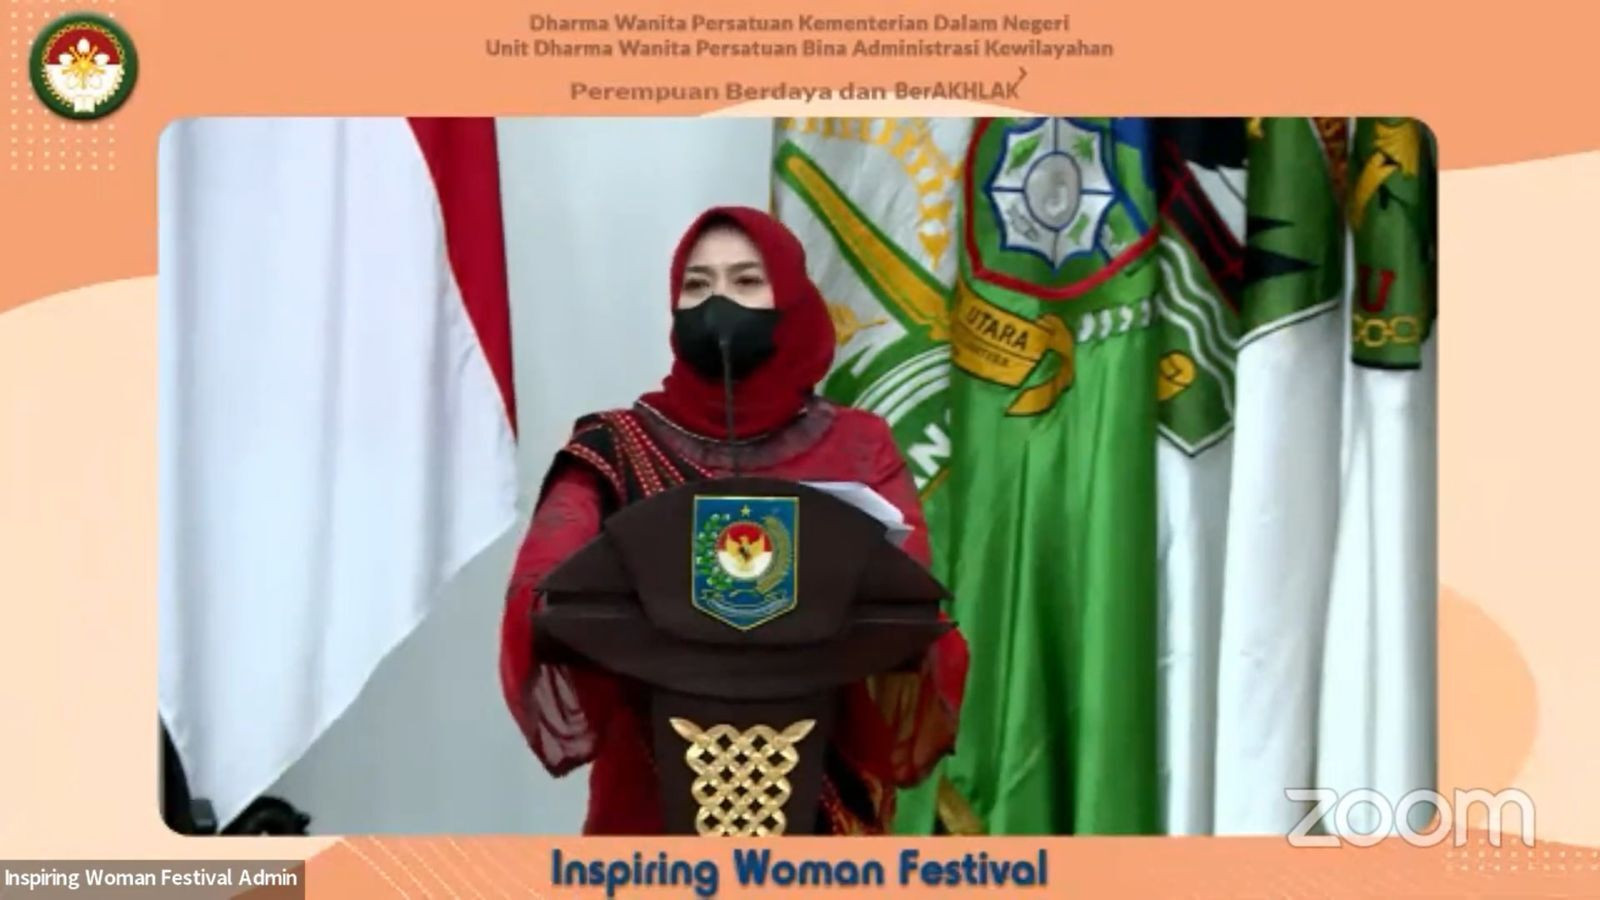 Dharma Wanita Persatuan Kementerian Dalam Negeri
Unit Dharma Wanita Persatuan Bina Administrasi Kewilayahan
Perempuan Berdaya dan BerAKHLAK
UTARA
U
zoom
Inspiring Woman Festival
Inspiring Woman Festival Admin